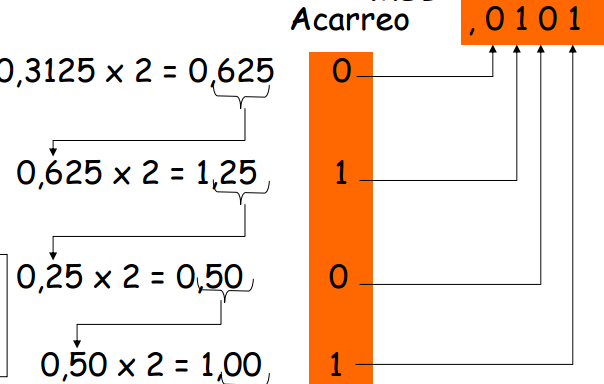 Acarreo , 0 1 0 1
0,3125 x 2 = 0,625 0
0,625 x 2 = 1,25 1
0,25 x 2 = 0,50 0
0,50 x 2 = 1,00 1